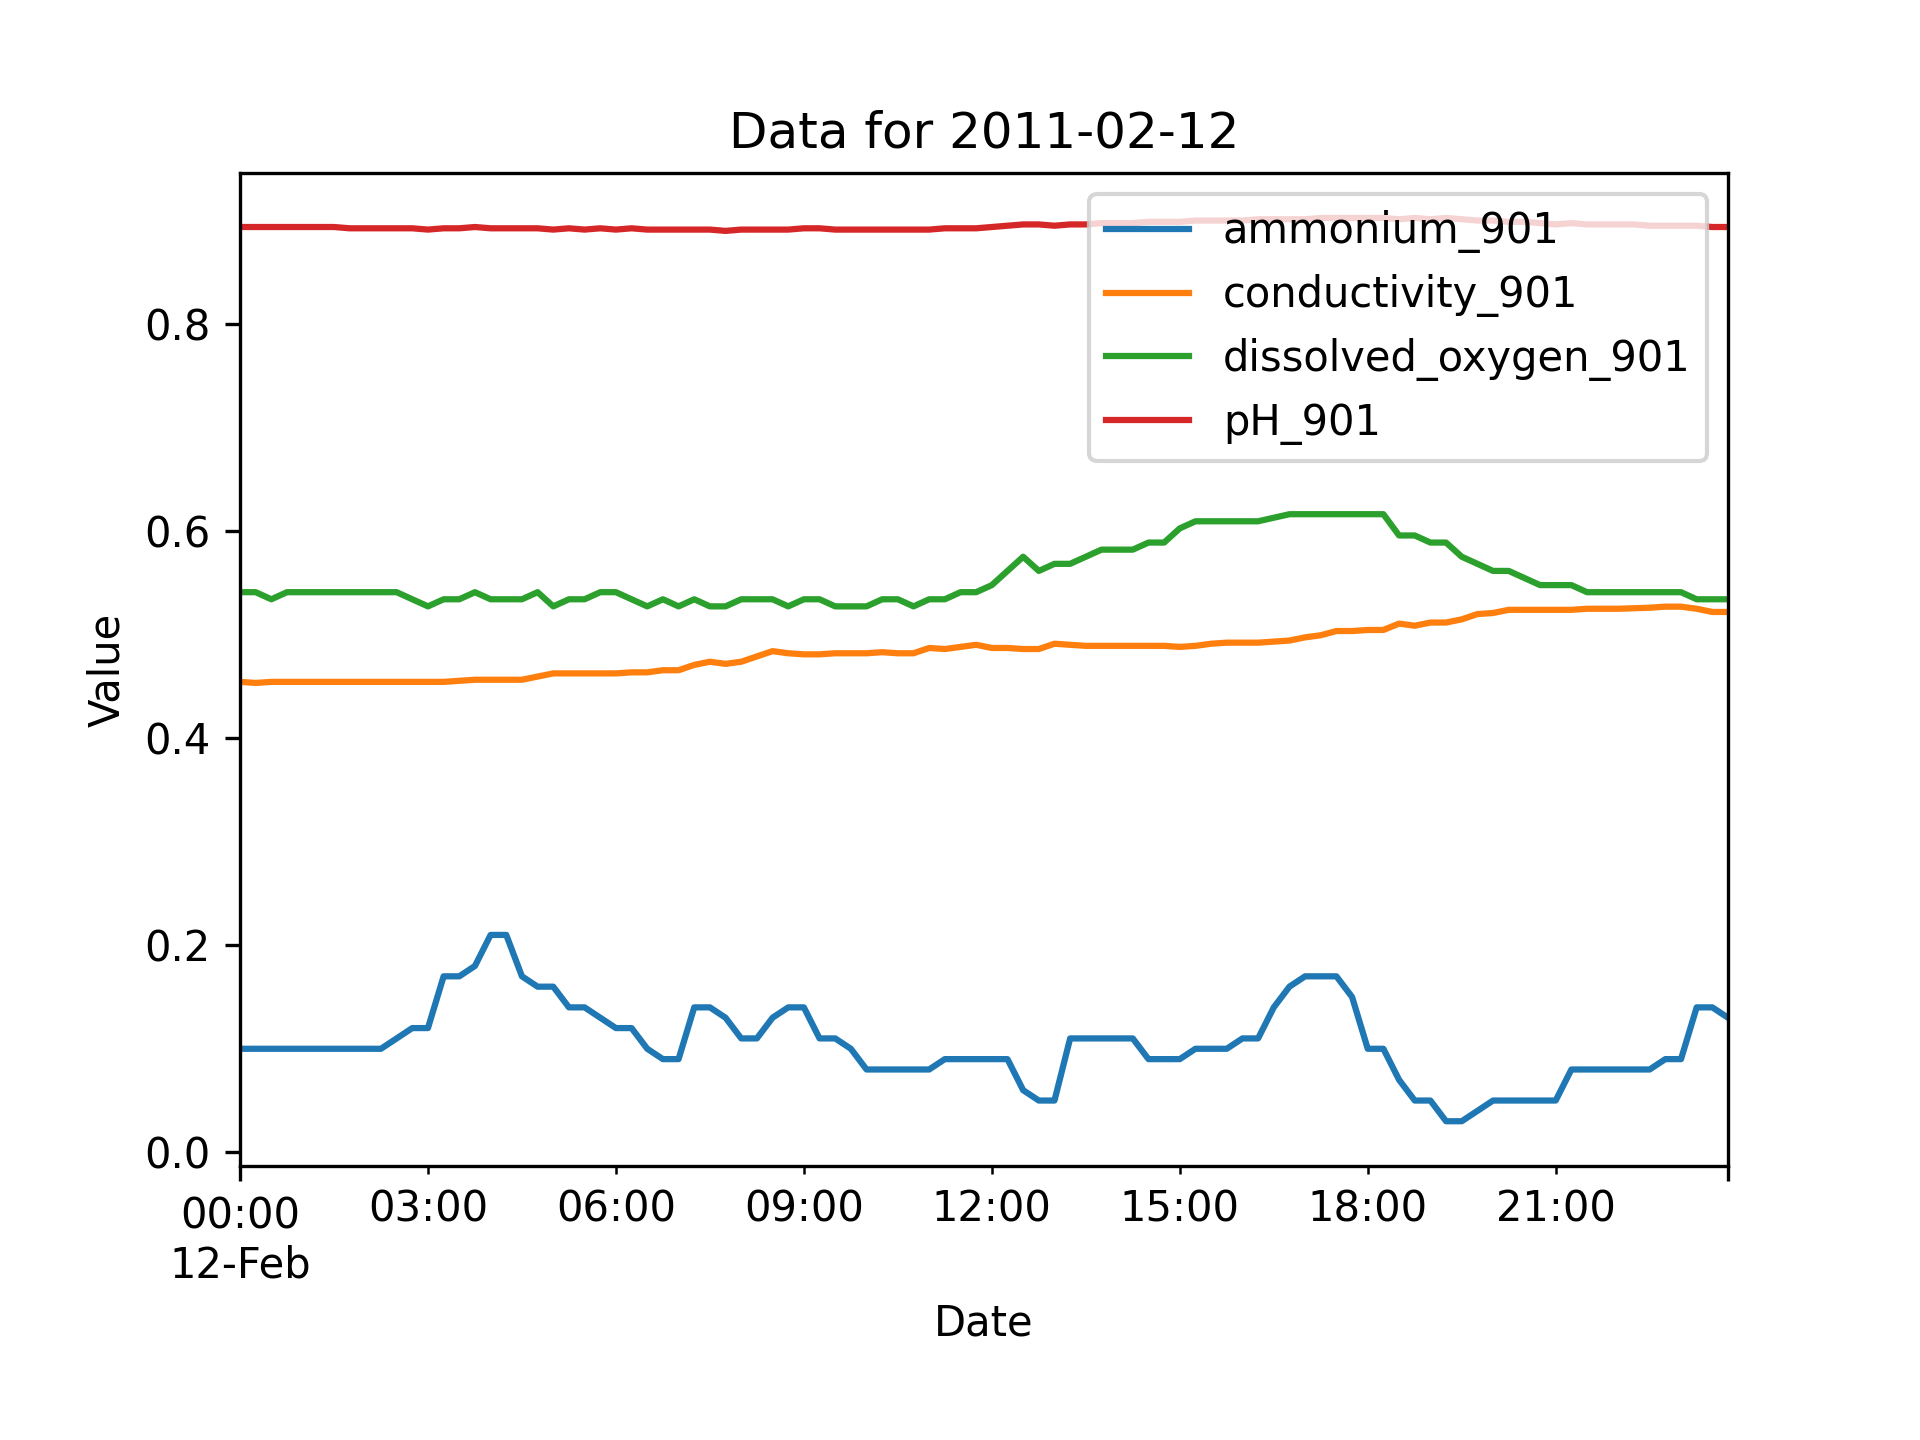 Data for 2011-02-12
ammonium_901
conductivity_901
dissolved_oxygen_901
pH_901
Value
0.8
0.6
0.4
0.2
0.0
00:00 03:00 06:00 09:00 12:00 15:00 18:00 21:00
12-Feb
Date